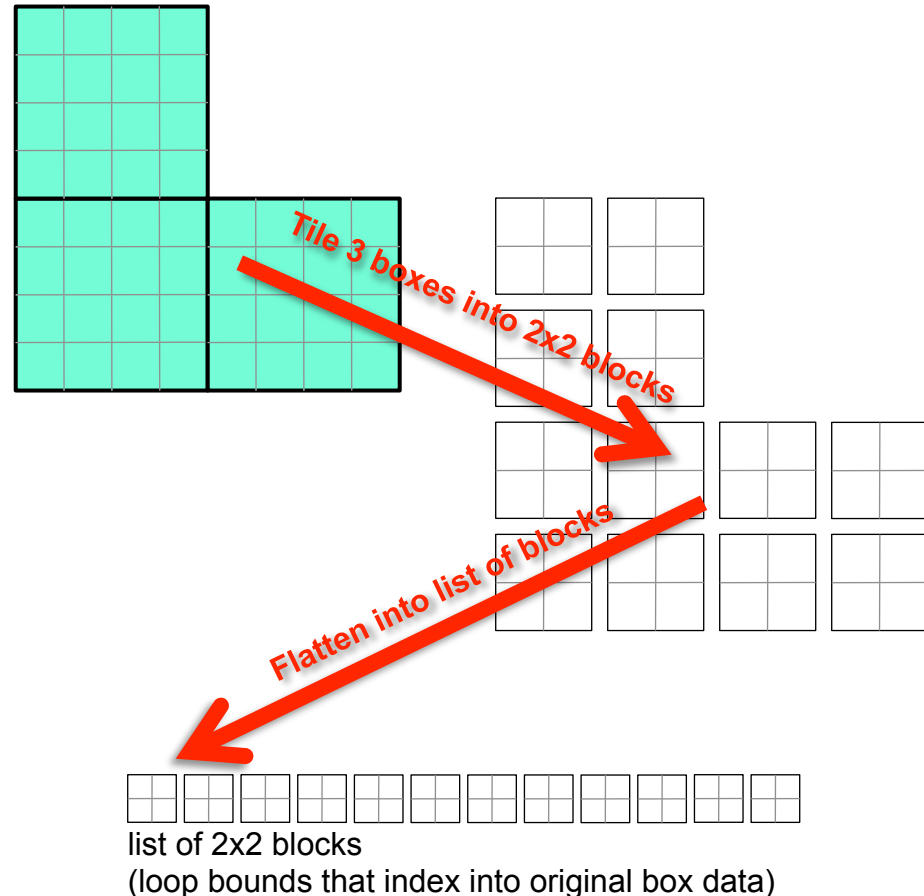 Tile 3 boxes into 2x2 blocks
Flatten into list of blocks
list of 2x2 blocks
(loop bounds that index into original box data)